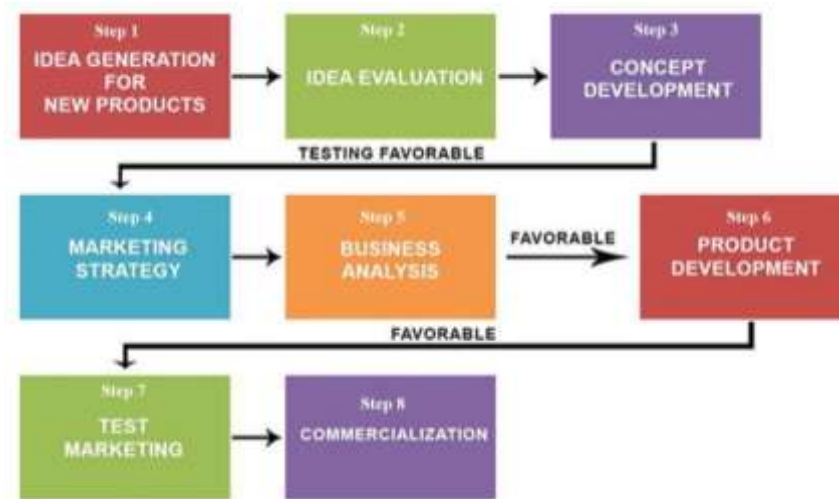 Step 1
IDEA GENERATION
FOR
NEW PRODUCTS
Step 2
IDEA EVALUATION
Step 3
CONCEPT
DEVELOPMENT
TESTING FAVORABLE
Step 4
MARKETING
STRATEGY
Step 5
BUSINESS
ANALYSIS
FAVORABLE
Step 6
PRODUCT
DEVELOPMENT
FAVORABLE
Step 7
TEST
MARKETING
Step 8
COMMERCIALIZATION